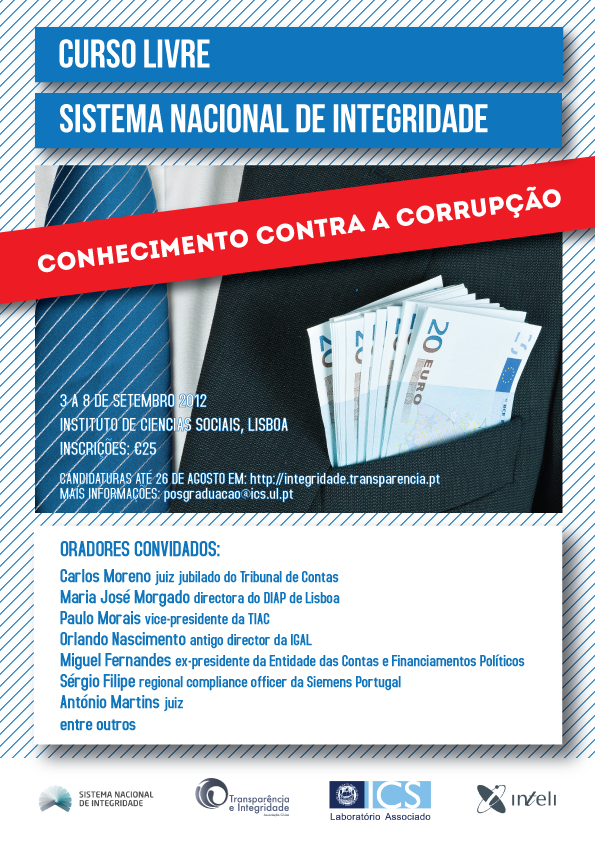 CURSO LIVRE
SISTEMA NACIONAL DE INTEGRIDADE
CONHECIMENTO CONTRA A CORRUPÇÃO
20
20
20 EURO
3 A 8 DE SETEMBRO 2012
INSTITUTO DE CIENCIAS SOCIAIS, LISBOA
INSCRIÇÕES: €25
CANDIDATURAS ATÉ 26 DE AGOSTO EM: http://integridade.transparencia.pt
MAIS INFORMAÇÕES: posgraduacao@ics.ul.pt
ORADORES CONVIDADOS:
Carlos Moreno juiz jubilado do Tribunal de Contas
Maria José Morgado directora do DIAP de Lisboa
Paulo Morais vice-presidente da TIAC
Orlando Nascimento antigo director da IGAL
Miguel Fernandes ex-presidente da Entidade das Contas e Financiamentos Políticos
Sérgio Filipe regional compliance officer da Siemens Portugal
António Martins juiz
entre outros
SISTEMA NACIONAL
DE INTEGRIDADE
Transparência
e Integridade
Associação Cívica
ICS
Laboratório Associado
inteli